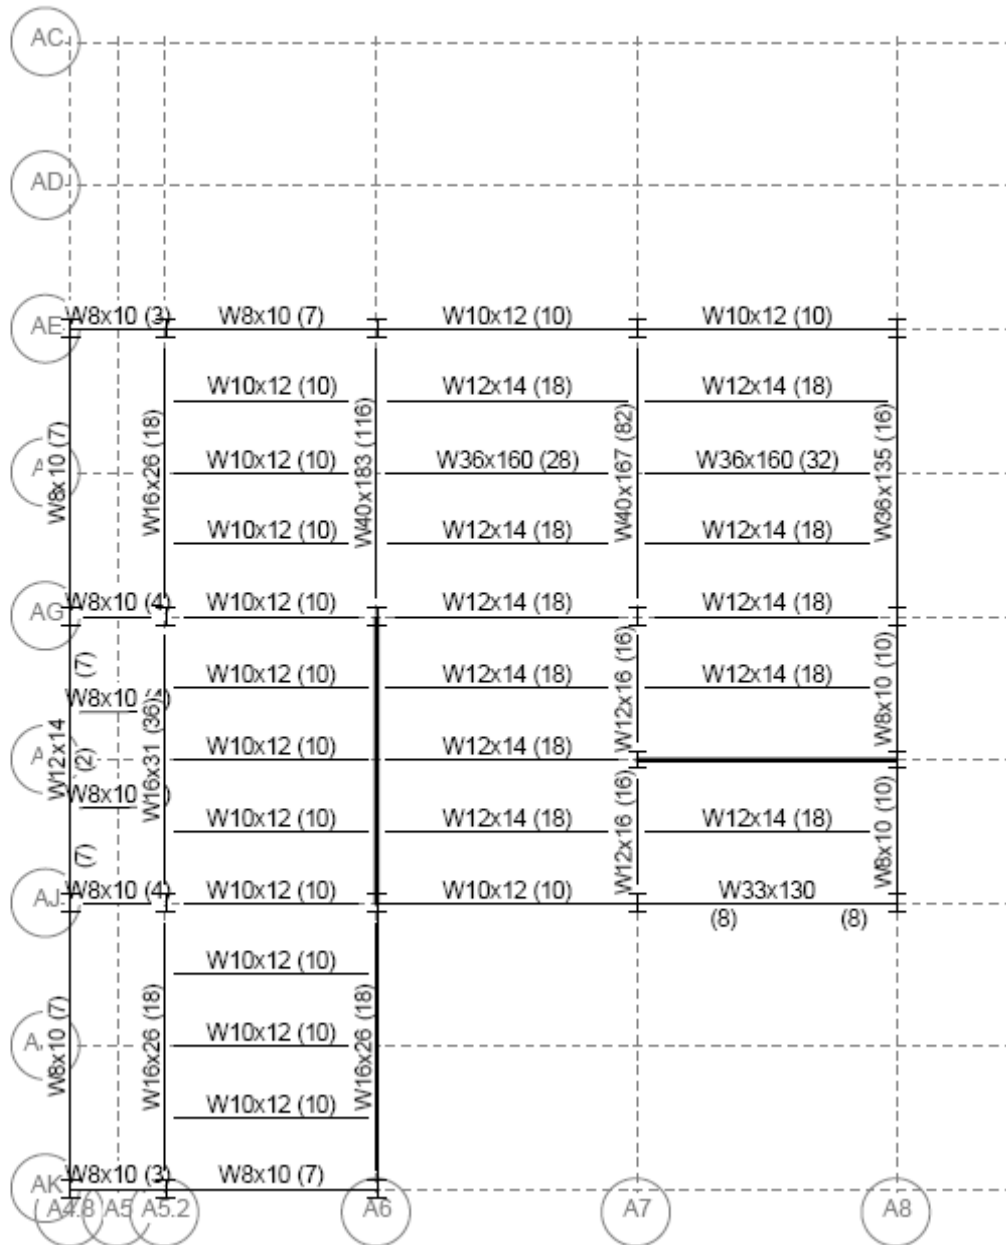 AC
AD
AE
W8x10 (3)
W8x10 (7)
W10x12 (10)
W10x12 (10)
W10x12 (10)
W12x14 (18)
W12x14 (18)
W8x10 (7)
W16x26 (18)
W40x183 (116)
W40x167 (82)
W36x135 (16)
A
W10x12 (10)
W36x160 (28)
W36x160 (32)
W10x12 (10)
W12x14 (18)
W12x14 (18)
AG
W8x10 (4)
W10x12 (10)
W12x14 (18)
W12x14 (18)
(7)
W12x16 (16)
W8x10 (10)
W8x10
W10x12 (10)
W12x14 (18)
W12x14 (18)
A
W12x14
(2)
W16x31 (36)
W10x12 (10)
W12x14 (18)
W8x10
W10x12 (10)
W12x14 (18)
W12x14 (18)
(7)
W12x16 (16)
W8x10 (10)
AJ
W8x10 (4)
W10x12 (10)
W10x12 (10)
W33x130
(8)
(8)
W10x12 (10)
W8x10 (7)
W16x26 (18)
W16x26 (18)
A
W10x12 (10)
W10x12 (10)
AK
W8x10 (3)
W8x10 (7)
A4.8
A5
A5.2
A6
A7
A8